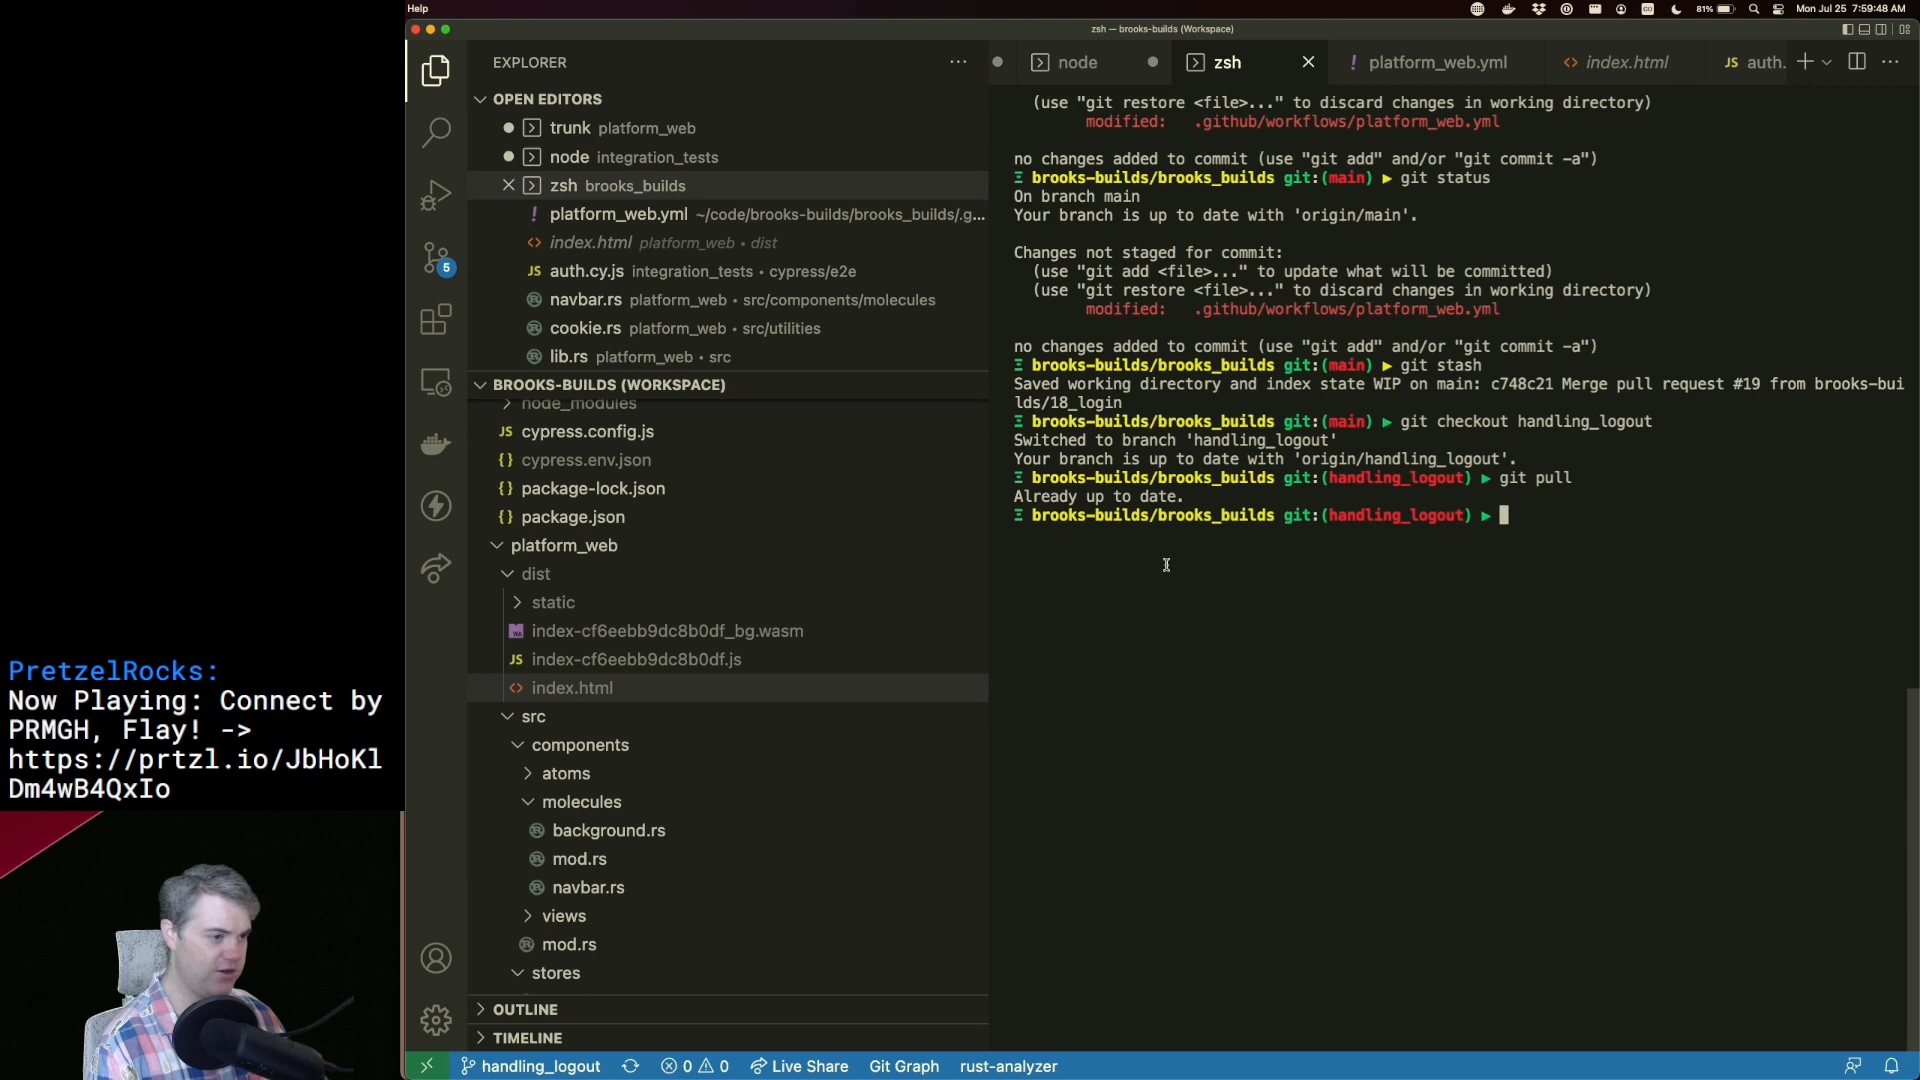 Help
81%
Mon Jul 25 7:59:48 AM
zsh — brooks-builds (Workspace)
EXPLORER
node
zsh
! platform_web.yml
<> index.html
JS auth.
OPEN EDITORS
trunk platform_web
node integration_tests
zsh brooks_builds
! platform_web.yml ~/code/brooks-builds/brooks_builds/.g...
<> index.html platform_web • dist
JS auth.cy.js integration_tests • cypress/e2e
navbar.rs platform_web • src/components/molecules
cookie.rs platform_web • src/utilities
lib.rs platform_web • src
BROOKS-BUILDS (WORKSPACE)
node_modules
JS cypress.config.js
{} cypress.env.json
{} package-lock.json
{} package.json
platform_web
dist
static
index-cf6eebb9dc8b0df_bg.wasm
JS index-cf6eebb9dc8b0df.js
<> index.html
src
components
atoms
molecules
background.rs
mod.rs
navbar.rs
views
mod.rs
stores
OUTLINE
TIMELINE
5
(use "git restore <file>..." to discard changes in working directory)
modified:   .github/workflows/platform_web.yml
no changes added to commit (use "git add" and/or "git commit -a")
Ξ brooks-builds/brooks_builds git:(main) ▶ git status
On branch main
Your branch is up to date with 'origin/main'.
Changes not staged for commit:
(use "git add <file>..." to update what will be committed)
(use "git restore <file>..." to discard changes in working directory)
modified:   .github/workflows/platform_web.yml
no changes added to commit (use "git add" and/or "git commit -a")
Ξ brooks-builds/brooks_builds git:(main) ▶ git stash
Saved working directory and index state WIP on main: c748c21 Merge pull request #19 from brooks-bui
lds/18_login
Ξ brooks-builds/brooks_builds git:(main) ▶ git checkout handling_logout
Switched to branch 'handling_logout'
Your branch is up to date with 'origin/handling_logout'.
Ξ brooks-builds/brooks_builds git:(handling_logout) ▶ git pull
Already up to date.
Ξ brooks-builds/brooks_builds git:(handling_logout) ▶
PretzelRocks:
Now Playing: Connect by
PRMGH, Flay! ->
https://prtzl.io/JbHoKl
Dm4wB4QxIo
handling_logout
0
0
Live Share
Git Graph
rust-analyzer